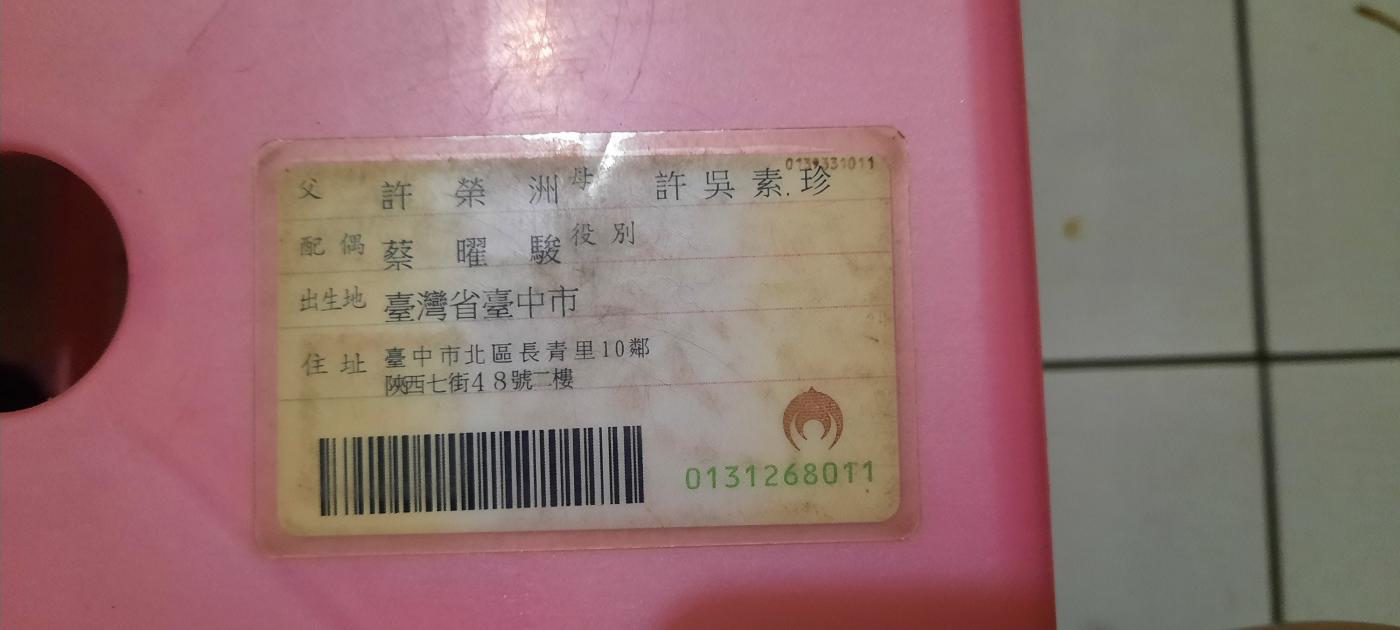 父 許榮洲 母 許吳素珍
配偶 蔡曜駿 役別
出生地 臺灣省臺中市
住址 臺中市北區長青里10鄰
陝西七街48號二樓
0131268011